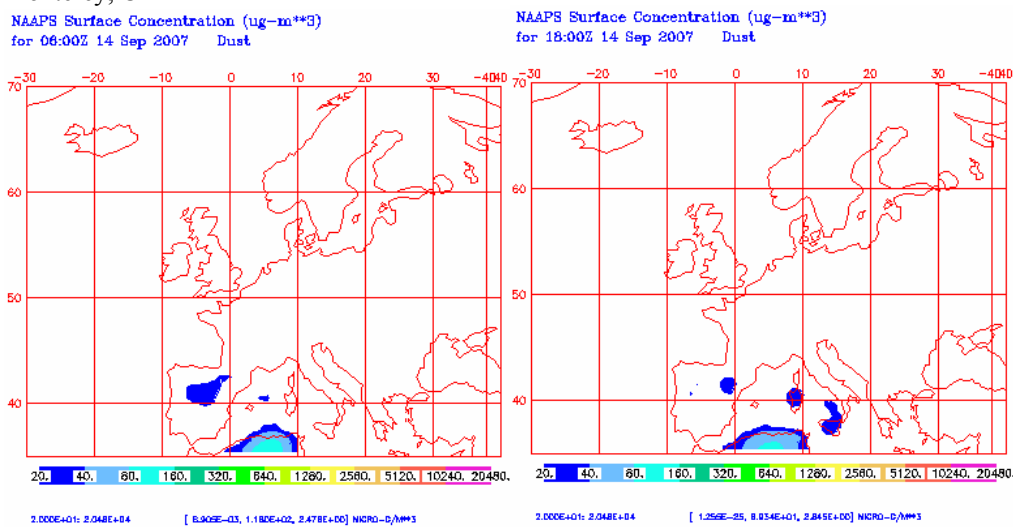 NAAPS Surface Concentration (ug-m**3)
for 06:00Z 14 Sep 2007 Dust
-30 -20 -10 0 10 20 30 -40
70
60
50
40
20. 40. 80. 160. 320. 640. 1280. 2560. 5120. 10240. 20480.
2.000E+01: 2.048E+04
NAAPS Surface Concentration (ug-m**3)
for 18:00Z 14 Sep 2007 Dust
-30 -20 -10 0 10 20 30 -40
70
60
50
40
20. 40. 80. 160. 320. 640. 1280. 2560. 5120. 10240. 20480.
2.000E+01: 2.048E+04